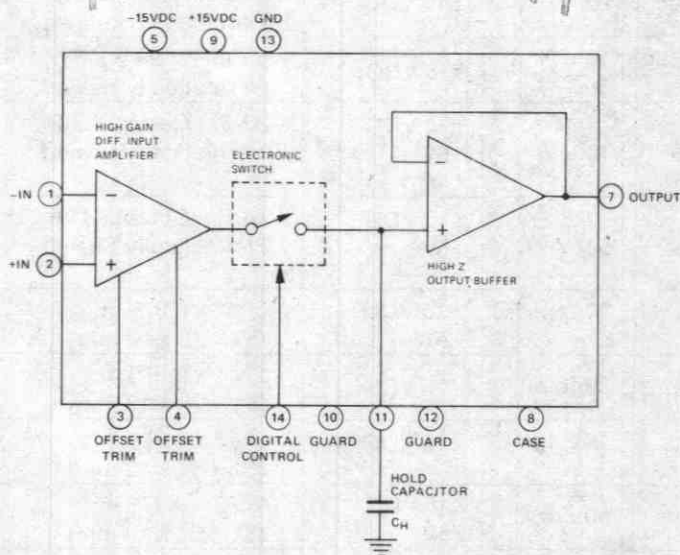 -15VDC +15VDC GND
5 9 13
HIGH GAIN
DIFF. INPUT
AMPLIFIER
ELECTRONIC
SWITCH
-IN 1
−
+IN 2
+
−
+
7 OUTPUT
HIGH Z
OUTPUT BUFFER
3 4 14 10 11 12 8
OFFSET TRIM
OFFSET TRIM
DIGITAL CONTROL
GUARD
GUARD
CASE
HOLD
CAPACITOR
CH